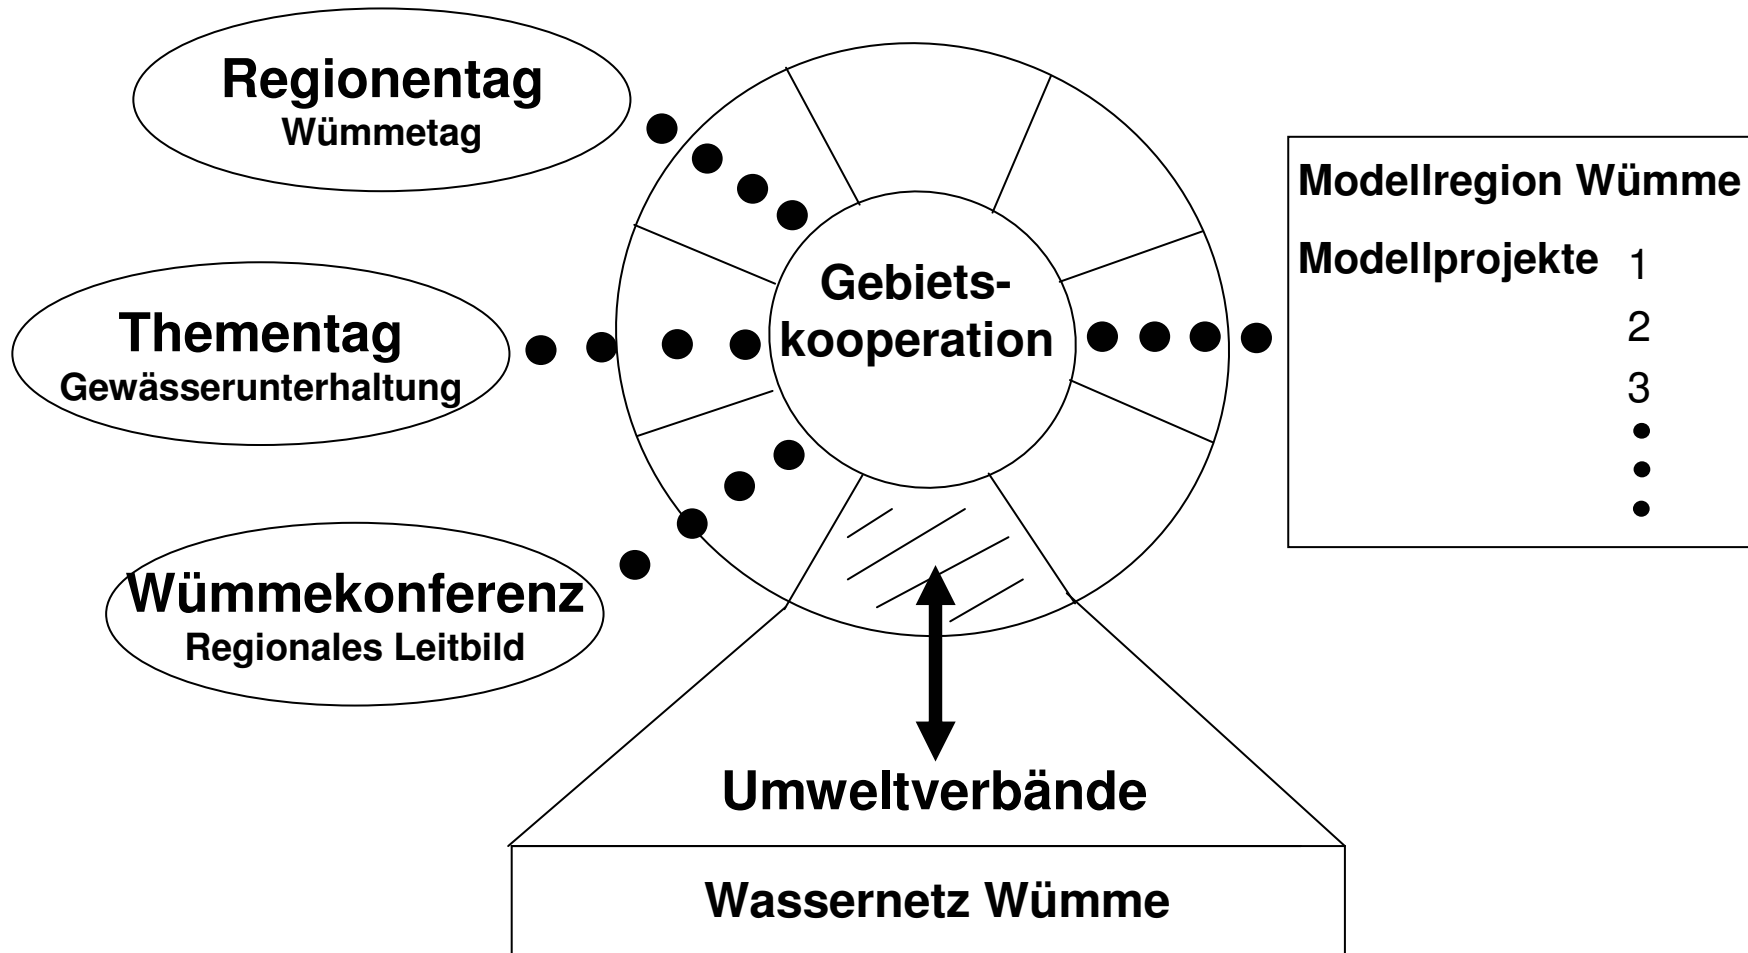 Regionentag
Wümmetag
Thementag
Gewässerunterhaltung
Wümmekonferenz
Regionales Leitbild
Gebiets-
kooperation
Modellregion Wümme
Modellprojekte 1
2
3
Umweltverbände
Wassernetz Wümme